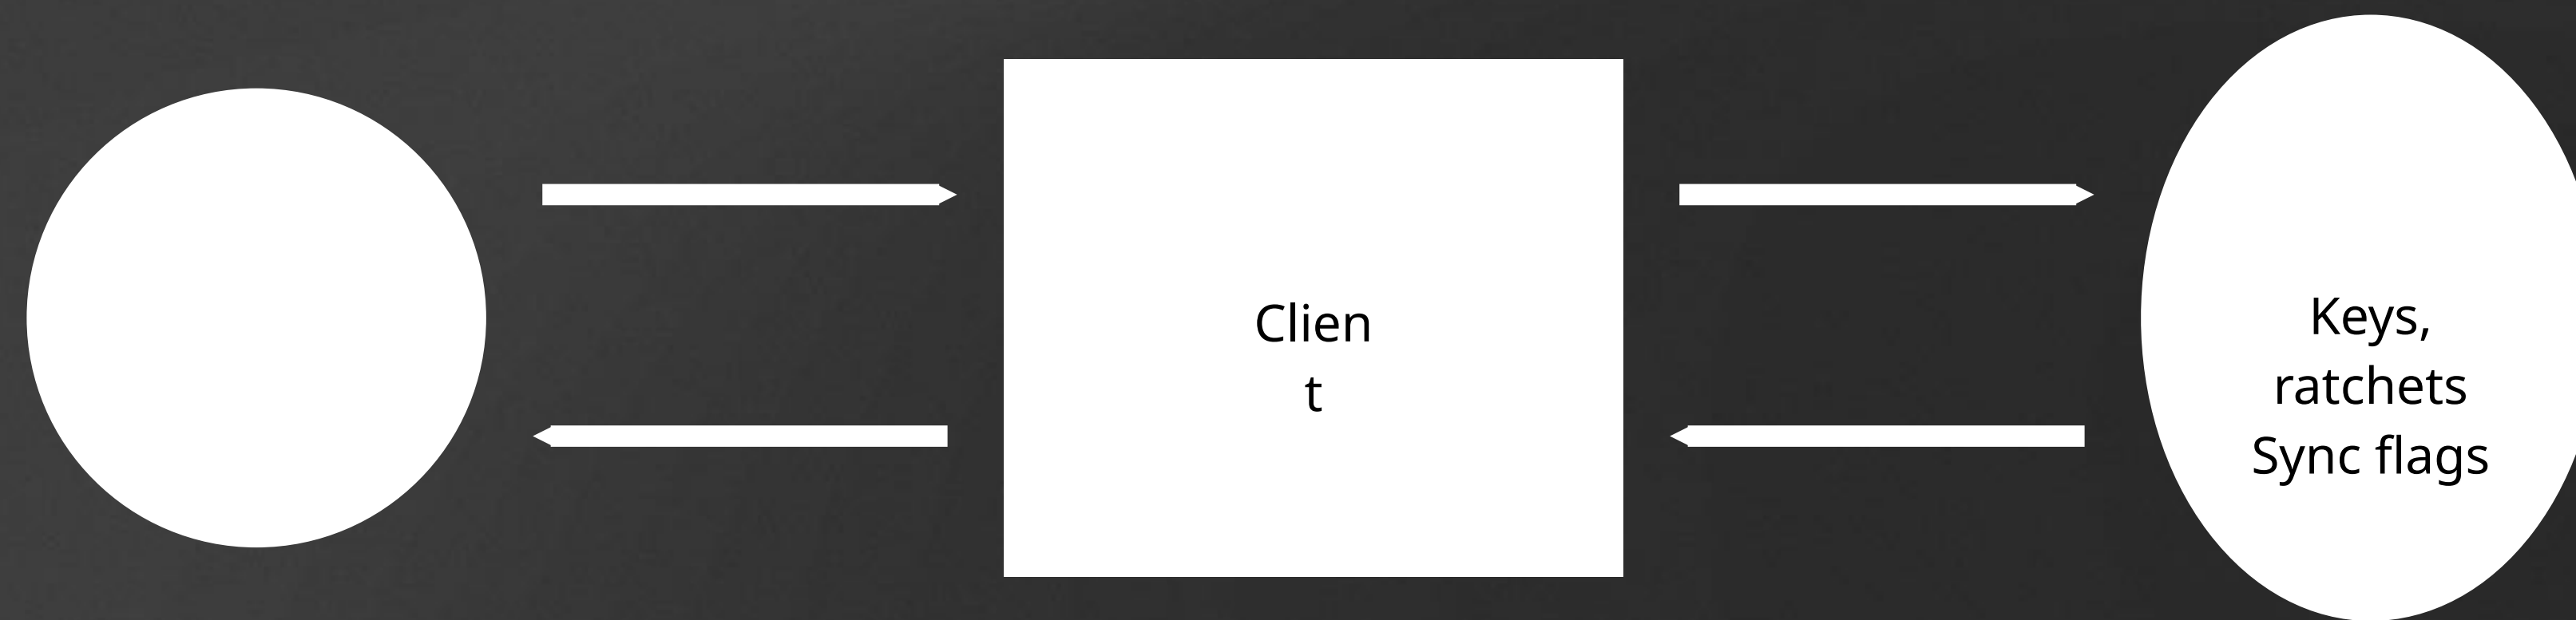 Clien
t
Keys,
ratchets
Sync flags